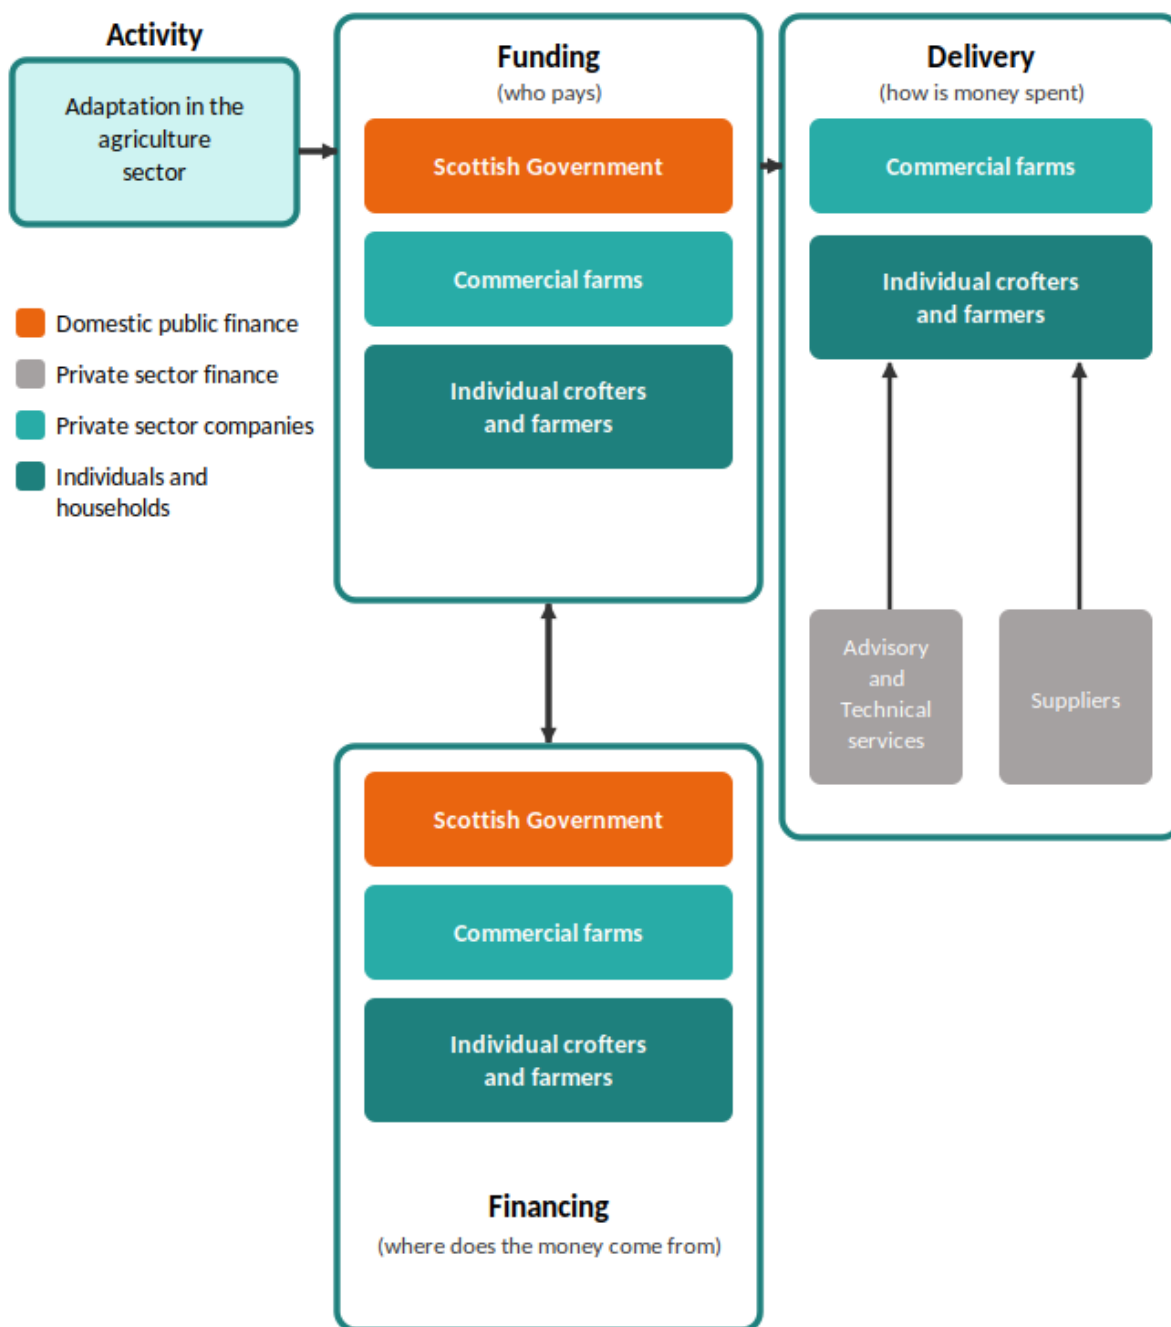 Activity
Adaptation in the
agriculture
sector
Domestic public finance
Private sector finance
Private sector companies
Individuals and
households
Funding
(who pays)
Scottish Government
Commercial farms
Individual crofters
and farmers
Delivery
(how is money spent)
Commercial farms
Individual crofters
and farmers
Advisory
and
Technical
services
Suppliers
Scottish Government
Commercial farms
Individual crofters
and farmers
Financing
(where does the money come from)